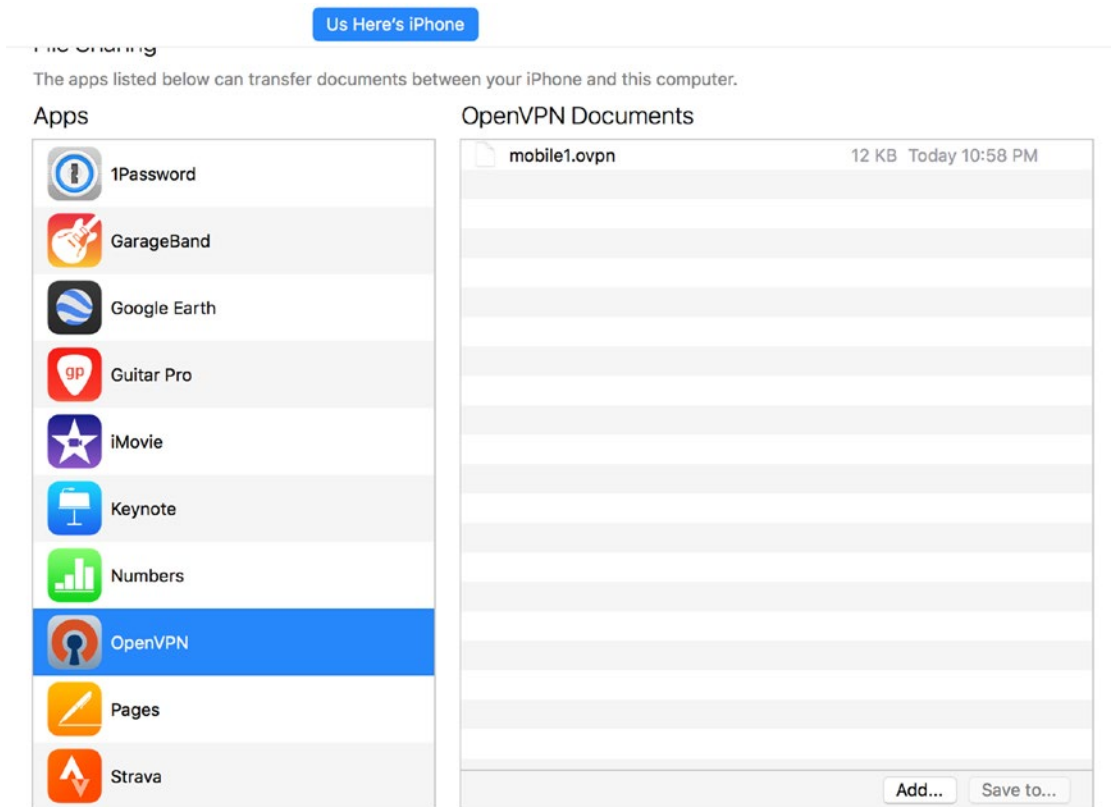 Us Here’s iPhone
File Sharing
The apps listed below can transfer documents between your iPhone and this computer.
Apps
OpenVPN Documents
1Password
mobile1.ovpn 12 KB Today 10:58 PM
GarageBand
Google Earth
gp
Guitar Pro
iMovie
Keynote
Numbers
OpenVPN
Pages
Strava
Add... Save to...